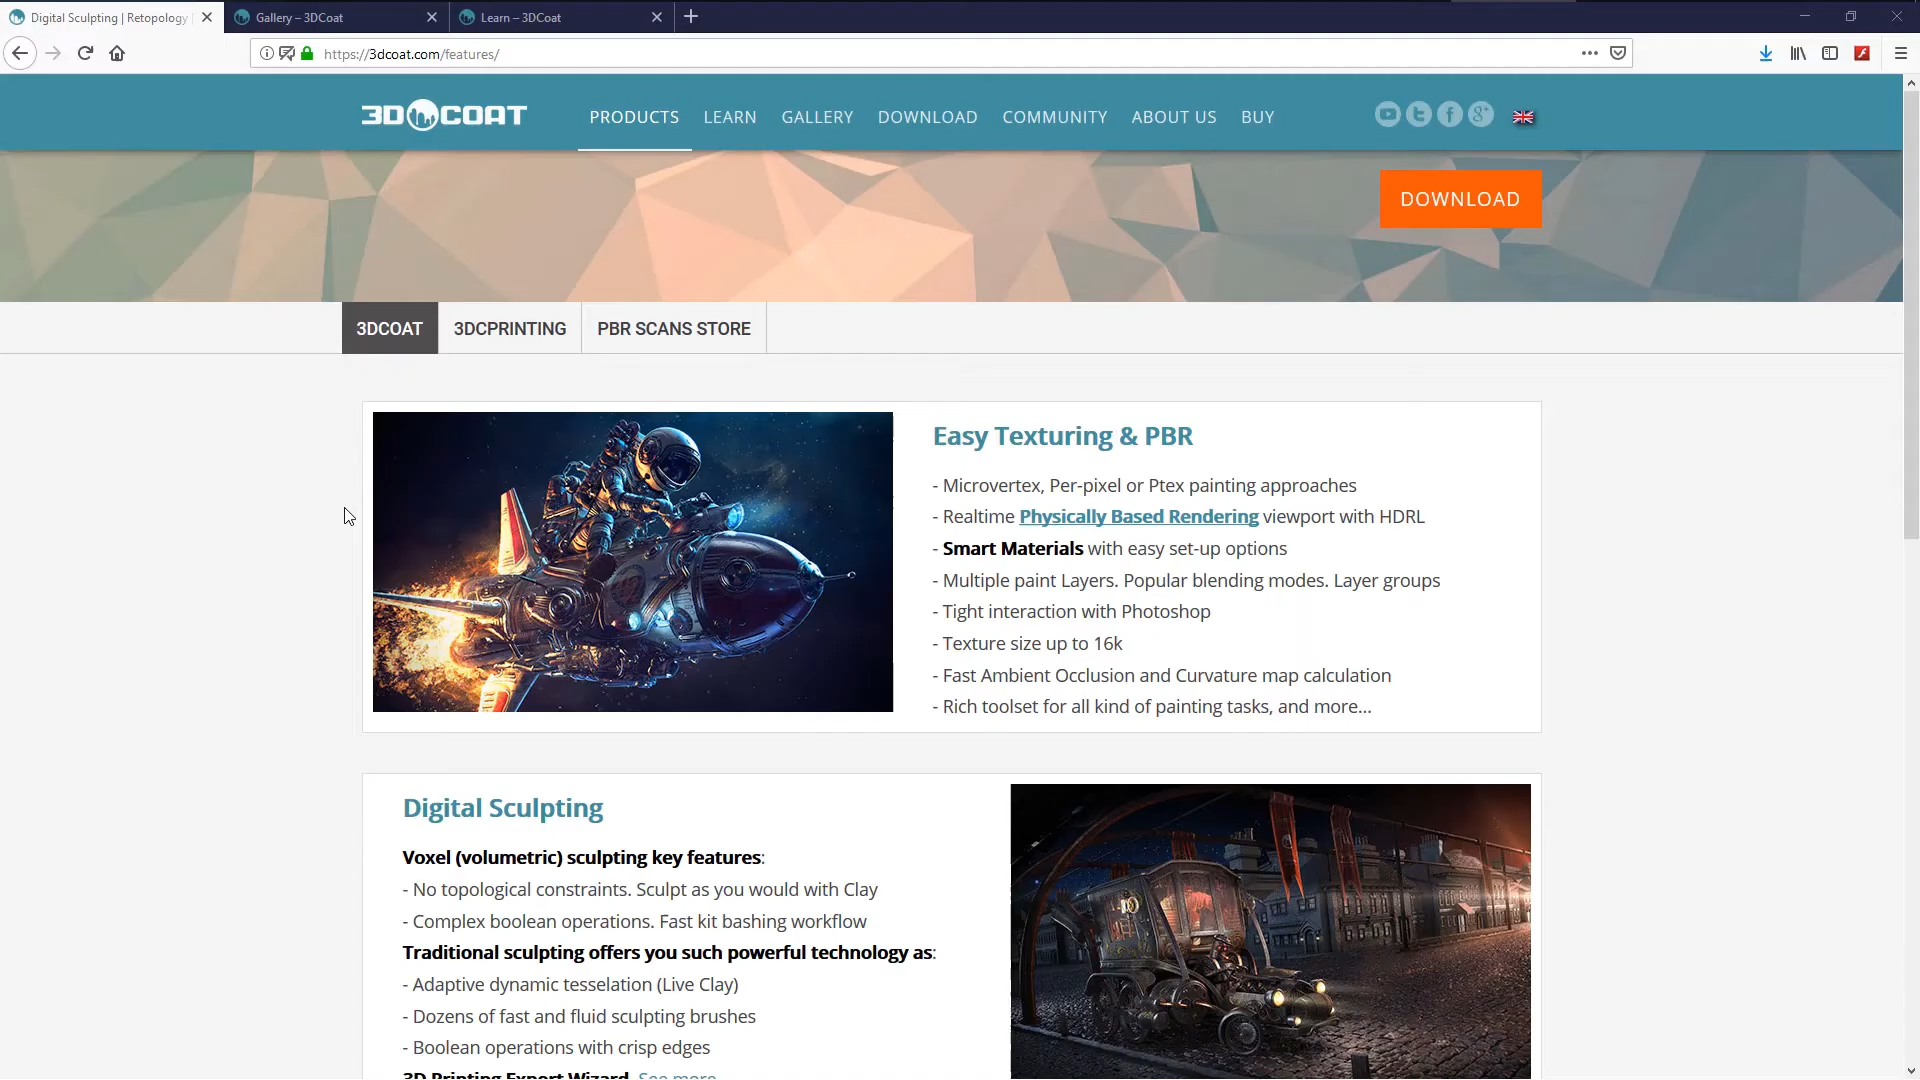 Digital Sculpting | Retopology
Gallery – 3DCoat
Learn – 3DCoat
https://3dcoat.com/features/
3DCOAT
PRODUCTS
LEARN
GALLERY
DOWNLOAD
COMMUNITY
ABOUT US
BUY
DOWNLOAD
3DCOAT
3DCPRINTING
PBR SCANS STORE
Easy Texturing & PBR
- Microvertex, Per-pixel or Ptex painting approaches
- Realtime Physically Based Rendering viewport with HDRL
- Smart Materials with easy set-up options
- Multiple paint Layers. Popular blending modes. Layer groups
- Tight interaction with Photoshop
- Texture size up to 16k
- Fast Ambient Occlusion and Curvature map calculation
- Rich toolset for all kind of painting tasks, and more...
Digital Sculpting
Voxel (volumetric) sculpting key features:
- No topological constraints. Sculpt as you would with Clay
- Complex boolean operations. Fast kit bashing workflow
Traditional sculpting offers you such powerful technology as:
- Adaptive dynamic tesselation (Live Clay)
- Dozens of fast and fluid sculpting brushes
- Boolean operations with crisp edges
3D Printing Export Wizard. See more...